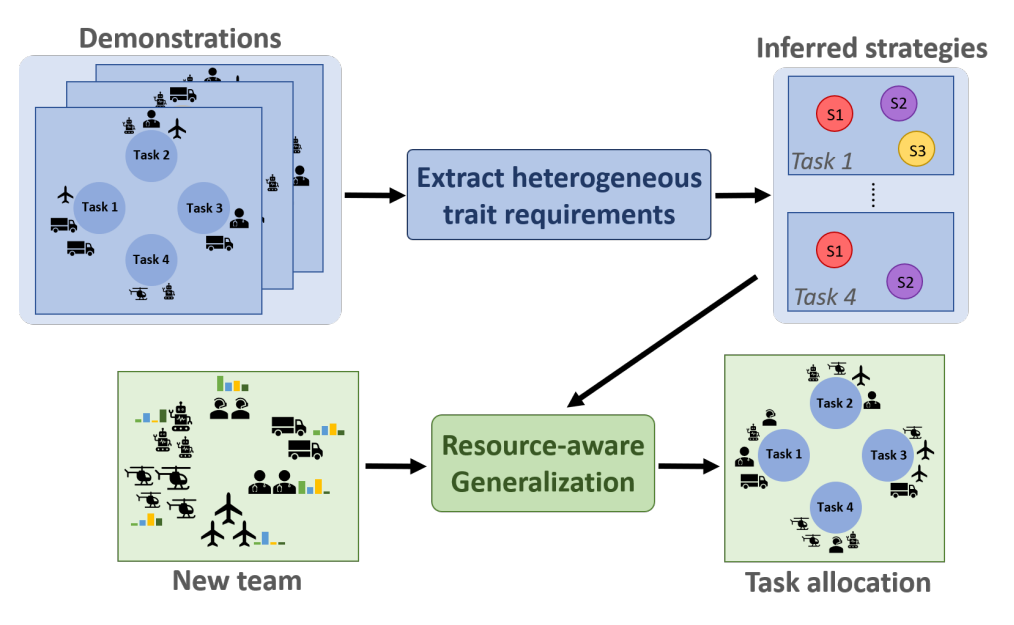 Demonstrations
Task 2
Task 1
Task 3
Task 4
Extract heterogeneous
trait requirements
Inferred strategies
S1
S2
S3
Task 1
S1
S2
Task 4
New team
Resource-aware
Generalization
Task 2
Task 1
Task 3
Task 4
Task allocation